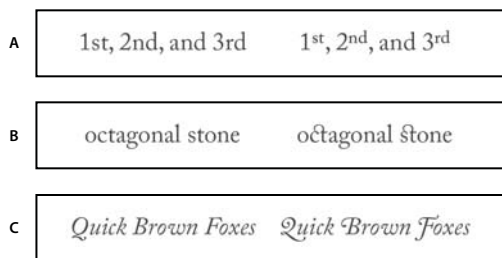 A 1st, 2nd, and 3rd 1st, 2nd, and 3rd
B octagonal stone octagonal stone
C Quick Brown Foxes Quick Brown Foxes